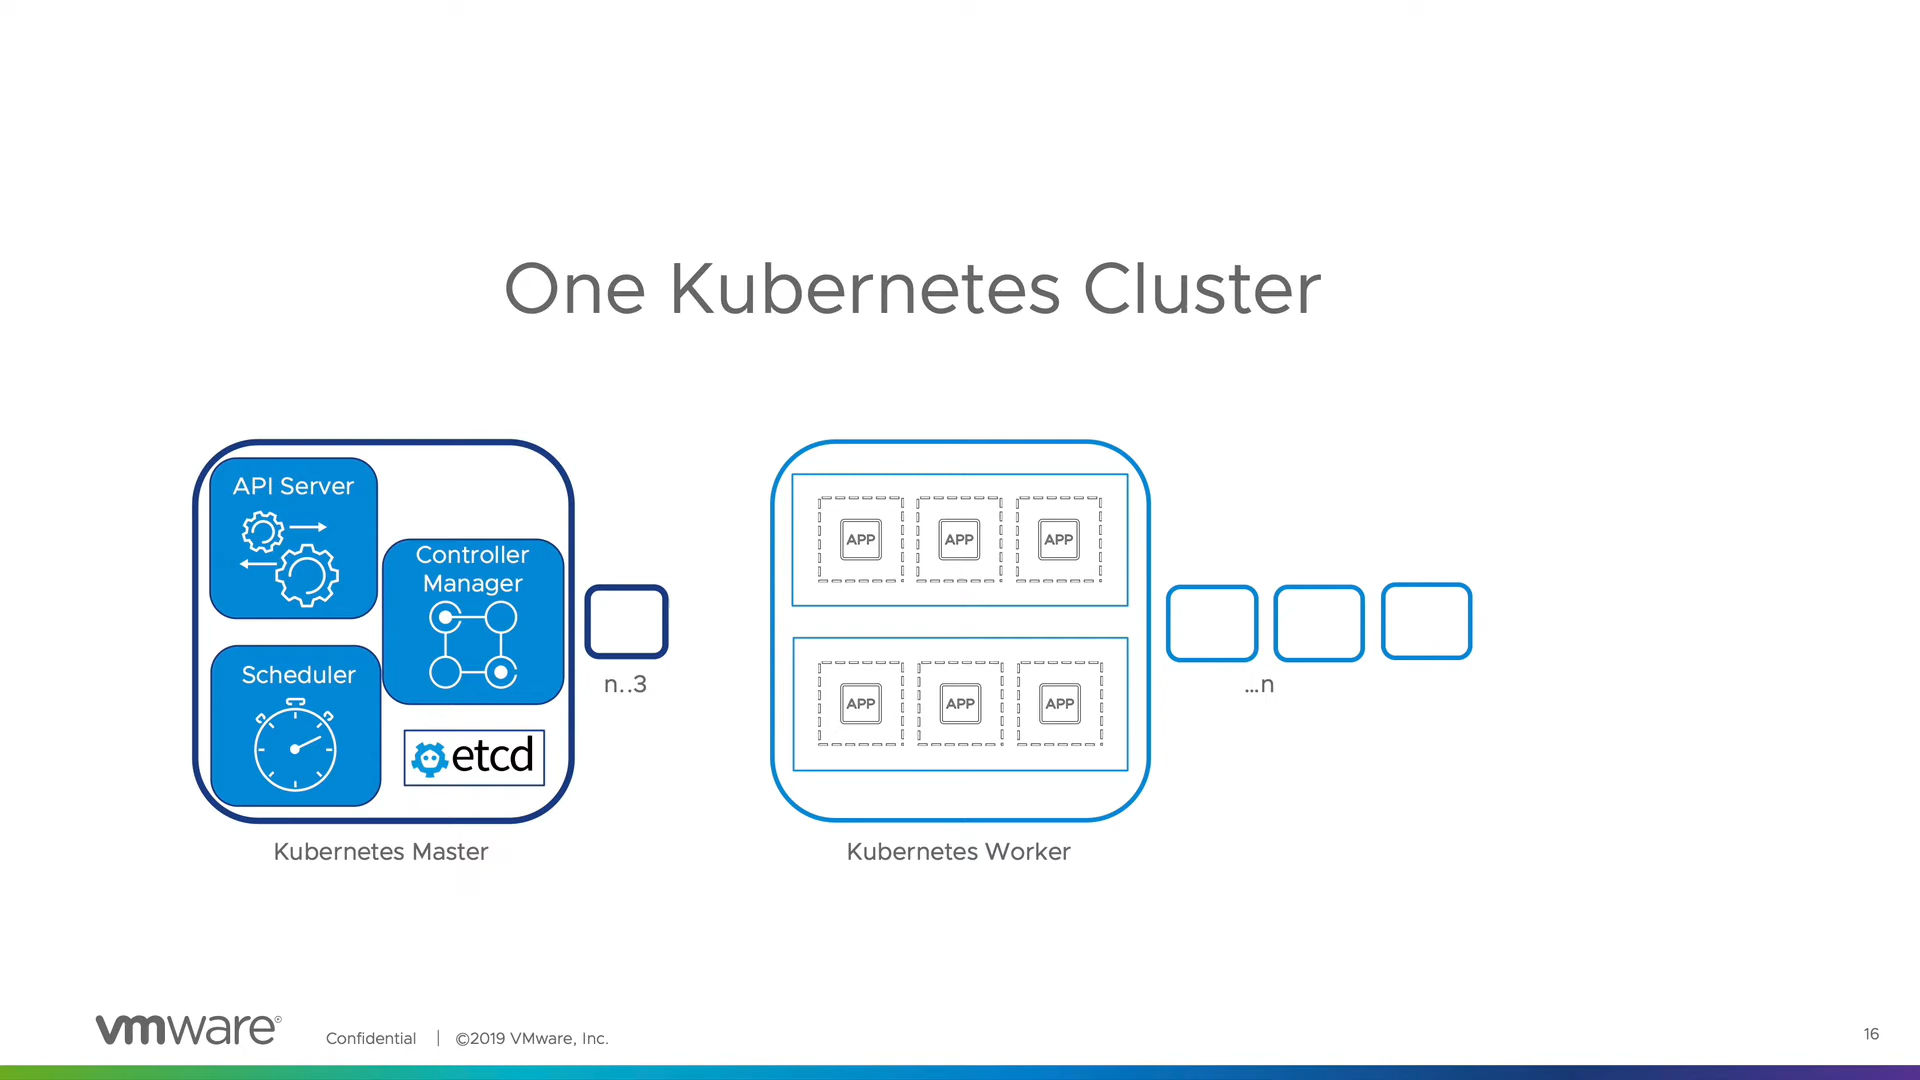 One Kubernetes Cluster
API Server
Controller
Manager
Scheduler
etcd
n..3
Kubernetes Master
APP APP APP
APP APP APP
...n
Kubernetes Worker
vmware®
Confidential | ©2019 VMware, Inc.
16